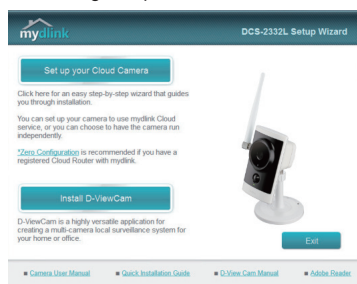 mydlink
DCS-2332L Setup Wizard
Set up your Cloud Camera
Click here for an easy step-by-step wizard that guides
you through installation.
You can set up your camera to use mydlink Cloud
service, or you can choose to have the camera run
independently.
*Zero Configuration is recommended if you have a
registered Cloud Router with mydlink.
Install D-ViewCam
D-ViewCam is a highly versatile application for
creating a multi-camera local surveillance system for
your home or office.
Exit
Camera User Manual
Quick Installation Guide
D-View Cam Manual
Adobe Reader